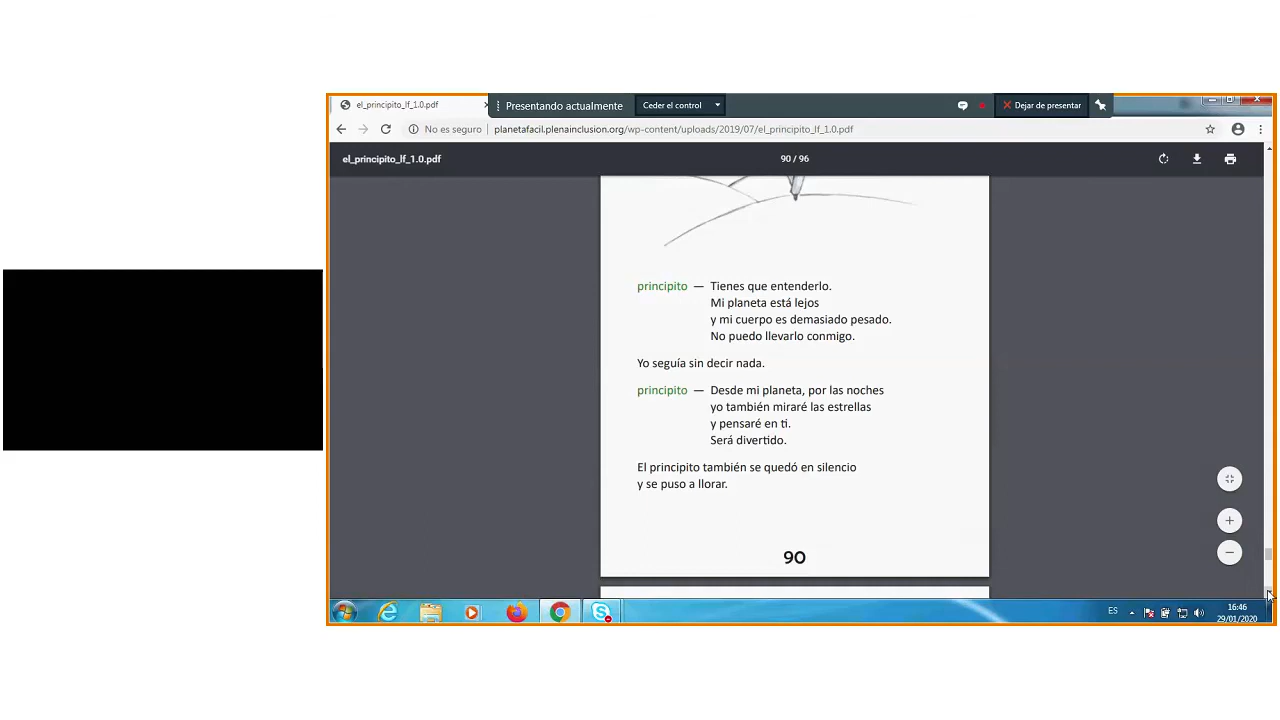 el_principito_lf_1.0.pdf
Presentando actualmente
Ceder el control
Dejar de presentar
No es seguro
planetafacil.plenainclusion.org/wp-content/uploads/2019/07/el_principito_lf_1.0.pdf
el_principito_lf_1.0.pdf
90 / 96
principito — Tienes que entenderlo.
Mi planeta está lejos
y mi cuerpo es demasiado pesado.
No puedo llevarlo conmigo.
Yo seguía sin decir nada.
principito — Desde mi planeta, por las noches
yo también miraré las estrellas
y pensaré en ti.
Será divertido.
El principito también se quedó en silencio
y se puso a llorar.
90
ES
16:46
29/01/2020